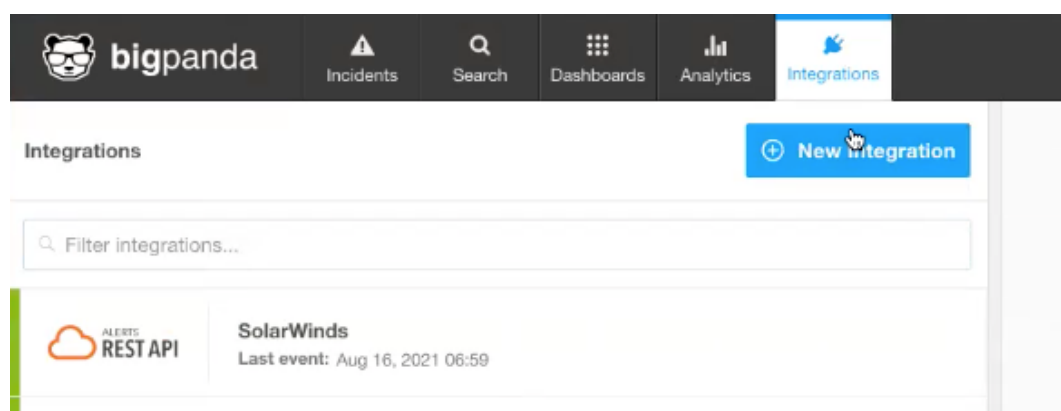 bigpanda
Incidents
Search
Dashboards
Analytics
Integrations
Integrations
New Integration
Filter integrations...
ALERTS
REST API
SolarWinds
Last event: Aug 16, 2021 06:59